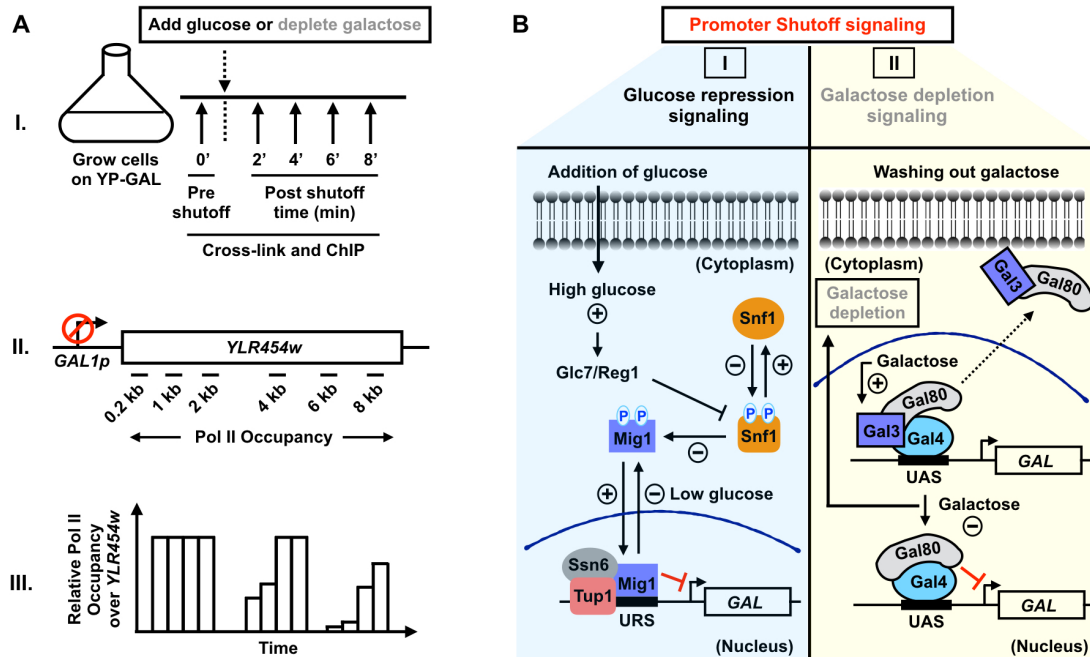 A
Add glucose or deplete galactose
I.
Grow cells
on YP-GAL
0’ 2’ 4’ 6’ 8’
Pre
shutoff
Post shutoff
time (min)
Cross-link and ChIP
II.
GAL1p
YLR454w
0.2 kb 1 kb 2 kb 4 kb 6 kb 8 kb
Pol II Occupancy
III.
Relative Pol II
Occupancy
over YLR454w
Time
B
Promoter Shutoff signaling
I
Glucose repression
signaling
Addition of glucose
(Cytoplasm)
High glucose
+
Glc7/Reg1
Snf1
− +
P P
Snf1
P P
Mig1
−
+ − Low glucose
Ssn6
Mig1
Tup1
URS
GAL
(Nucleus)
II
Galactose depletion
signaling
Washing out galactose
(Cytoplasm)
Gal3
Gal80
Galactose
depletion
Galactose
+
Gal80
Gal3
Gal4
UAS
GAL
Galactose
−
Gal80
Gal4
UAS
GAL
(Nucleus)